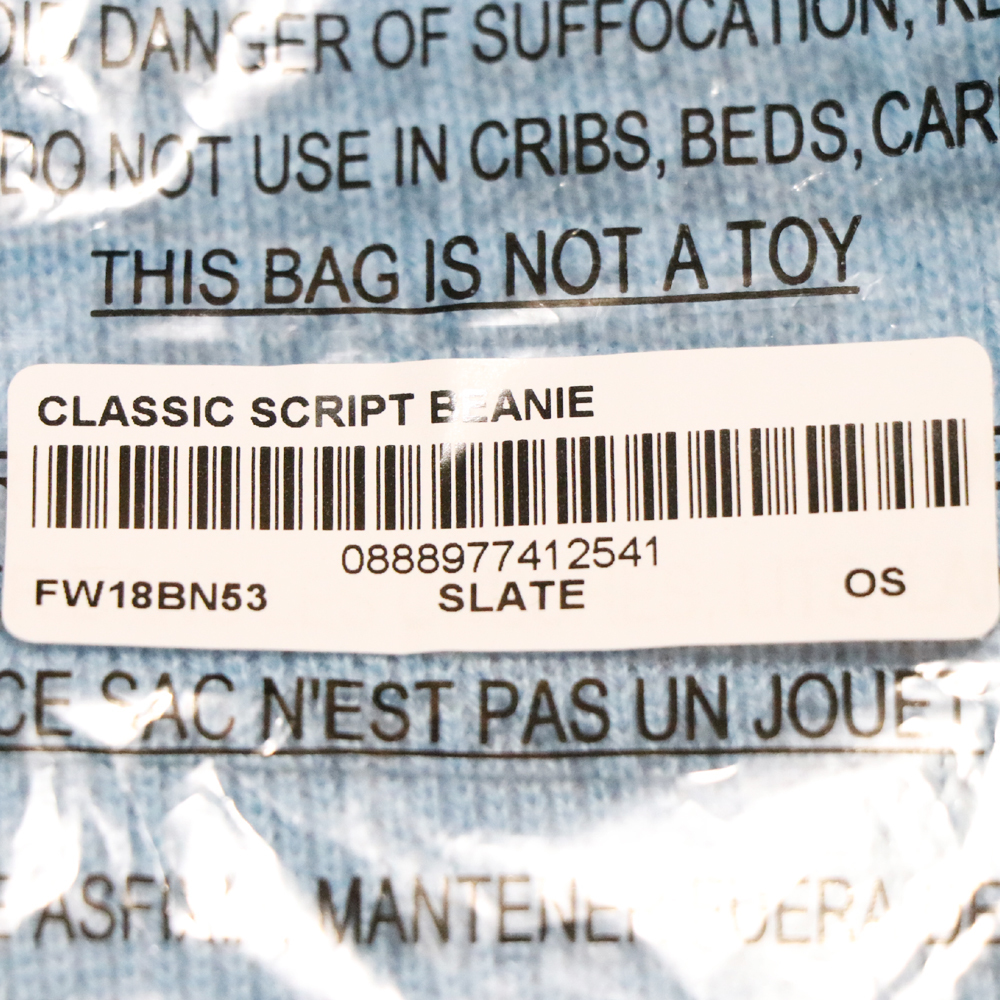 DANGER OF SUFFOCATION,
DO NOT USE IN CRIBS, BEDS,
THIS BAG IS NOT A TOY
CLASSIC SCRIPT BEANIE
0888977412541
FW18BN53 SLATE OS
CE SAC N'EST PAS UN JOUET